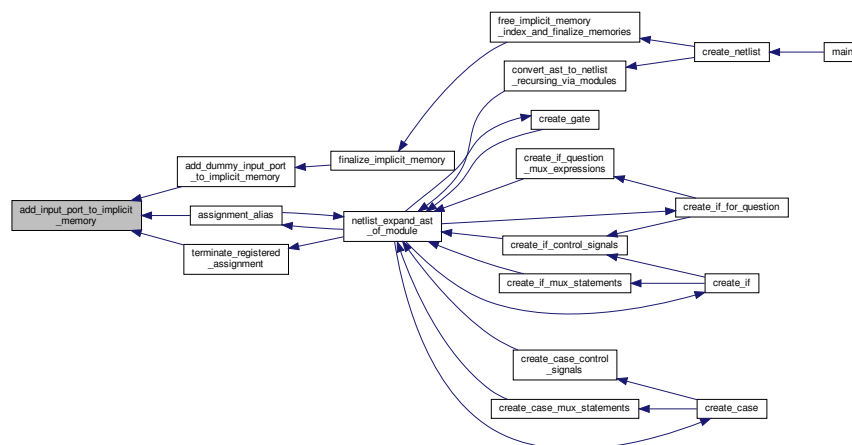 free_implicit_memory
_index_and_finalize_memories
create_netlist
main
convert_ast_to_netlist
_recursing_via_modules
create_gate
add_dummy_input_port
_to_implicit_memory
finalize_implicit_memory
create_if_question
_mux_expressions
add_input_port_to_implicit
_memory
assignment_alias
netlist_expand_ast
_of_module
create_if_for_question
terminate_registered
_assignment
create_if_control_signals
create_if_mux_statements
create_if
create_case_control
_signals
create_case_mux_statements
create_case